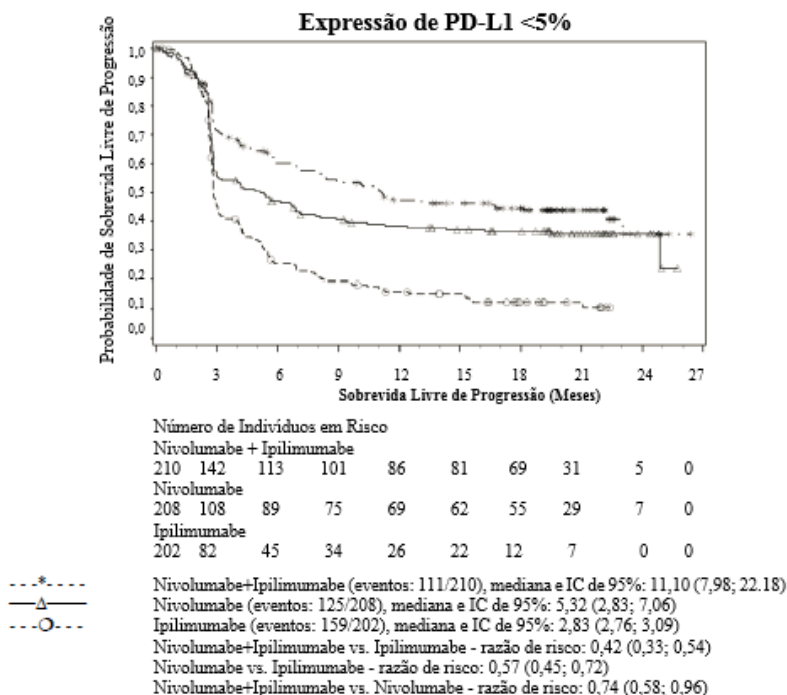 Expressão de PD-L1 <5%
Probabilidade de Sobrevida Livre de Progressão
1,0
0,9
0,8
0,7
0,6
0,5
0,4
0,3
0,2
0,1
0,0
0 3 6 9 12 15 18 21 24 27
Sobrevida Livre de Progressão (Meses)
Número de Indivíduos em Risco
Nivolumabe + Ipilimumabe
210 142 113 101 86 81 69 31 5 0
Nivolumabe
208 108 89 75 69 62 55 29 7 0
Ipilimumabe
202 82 45 34 26 22 12 7 0 0
Nivolumabe+Ipilimumabe (eventos: 111/210), mediana e IC de 95%: 11,10 (7,98; 22.18)
Nivolumabe (eventos: 125/208), mediana e IC de 95%: 5,32 (2,83; 7,06)
Ipilimumabe (eventos: 159/202), mediana e IC de 95%: 2,83 (2,76; 3,09)
Nivolumabe+Ipilimumabe vs. Ipilimumabe - razão de risco: 0,42 (0,33; 0,54)
Nivolumabe vs. Ipilimumabe - razão de risco: 0,57 (0,45; 0,72)
Nivolumabe+Ipilimumabe vs. Nivolumabe - razão de risco: 0,74 (0,58; 0,96)